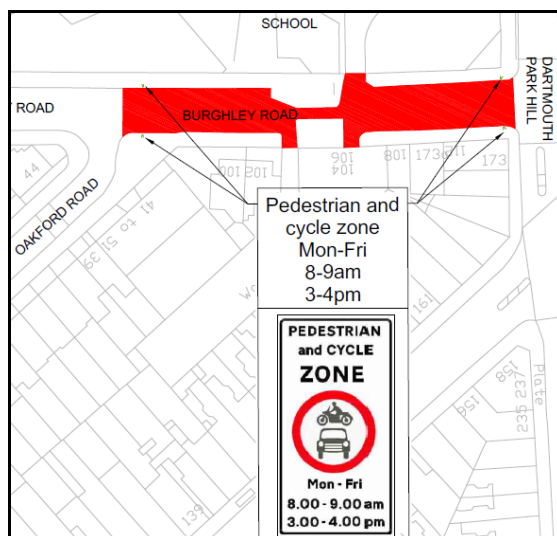 SCHOOL
DARTMOUTH
PARK HILL
ROAD
BURGHLEY ROAD
OAKFORD ROAD
44
41 to 51
39
102
100
106
104
108
173
173
161
139
158
156
235 237
Plate
Pedestrian and
cycle zone
Mon-Fri
8-9am
3-4pm
PEDESTRIAN
and CYCLE
ZONE
Mon - Fri
8.00 - 9.00 am
3.00 - 4.00 pm